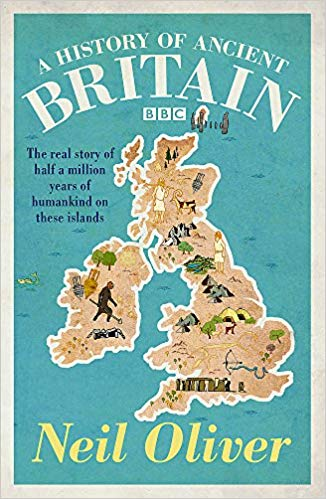 A HISTORY OF ANCIENT
BRITAIN
BBC
The real story of
half a million
years of
humankind on
these islands
Neil Oliver